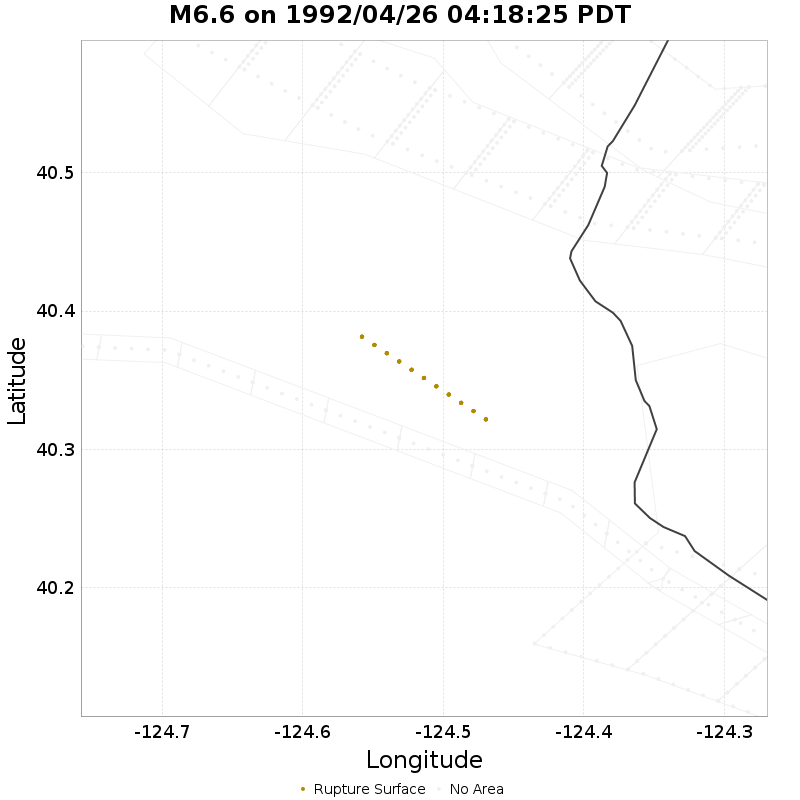 M6.6 on 1992/04/26 04:18:25 PDT
40.5
40.4
40.3
40.2
Latitude
-124.7 -124.6 -124.5 -124.4 -124.3
Longitude
Rupture Surface No Area